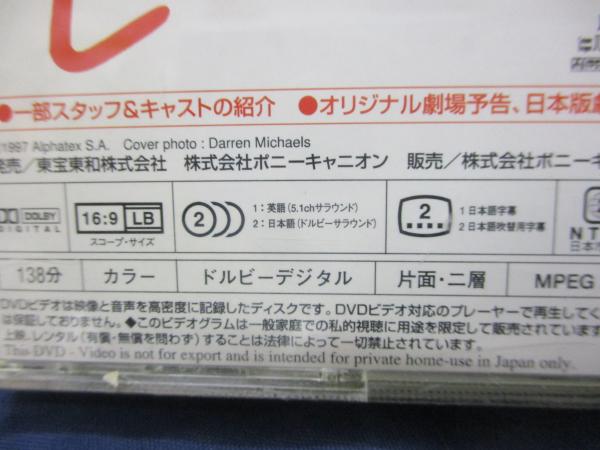 し
●一部スタッフ&キャストの紹介 ●オリジナル劇場予告、日本版劇
1997 Alphatex S.A. Cover photo : Darren Michaels
発売／東宝東和株式会社 株式会社ポニーキャニオン 販売／株式会社ポニーキ
DOLBY DIGITAL
16:9 LB
スコープ・サイズ
2
1：英語(5.1chサラウンド)
2：日本語(ドルビーサラウンド)
2
1 日本語字幕
2 日本語吹替用字幕
NT
日本
138分 カラー ドルビーデジタル 片面・二層 MPEG
DVDビデオは映像と音声を高密度に記録したディスクです。DVDビデオ対応のプレーヤーで再生してく
は保証しておりません。◆このビデオグラムは一般家庭での私的視聴に用途を限定して販売されています
上映、レンタル(有償・無償を問わず)することは法律によって一切禁止されています。
This DVD - Video is not for export and is intended for private home-use in Japan only.